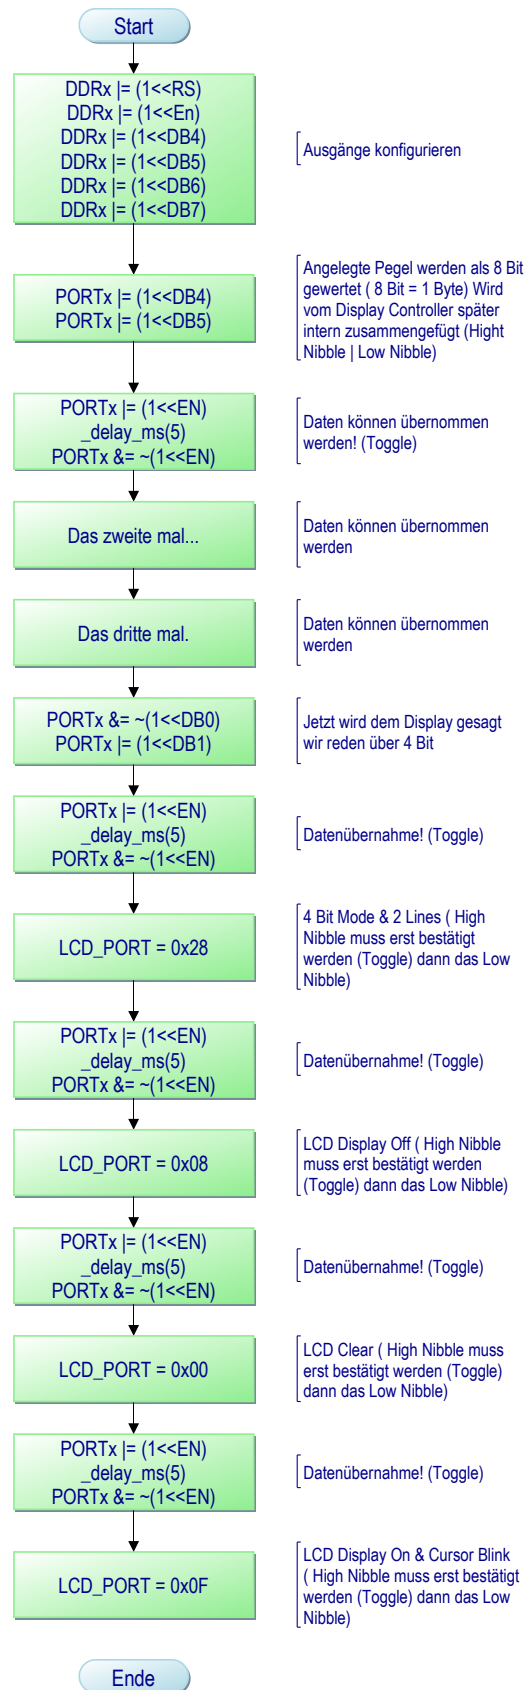 Start
DDRx |= (1<<RS)
DDRx |= (1<<En)
DDRx |= (1<<DB4)
DDRx |= (1<<DB5)
DDRx |= (1<<DB6)
DDRx |= (1<<DB7)
Ausgänge konfigurieren
PORTx |= (1<<DB4)
PORTx |= (1<<DB5)
Angelegte Pegel werden als 8 Bit
gewertet ( 8 Bit = 1 Byte) Wird
vom Display Controller später
intern zusammengefügt (Hight
Nibble | Low Nibble)
PORTx |= (1<<EN)
_delay_ms(5)
PORTx &= ~(1<<EN)
Daten können übernommen
werden! (Toggle)
Das zweite mal...
Daten können übernommen
werden
Das dritte mal.
Daten können übernommen
werden
PORTx &= ~(1<<DB0)
PORTx |= (1<<DB1)
Jetzt wird dem Display gesagt
wir reden über 4 Bit
PORTx |= (1<<EN)
_delay_ms(5)
PORTx &= ~(1<<EN)
Datenübernahme! (Toggle)
LCD_PORT = 0x28
4 Bit Mode & 2 Lines ( High
Nibble muss erst bestätigt
werden (Toggle) dann das Low
Nibble)
PORTx |= (1<<EN)
_delay_ms(5)
PORTx &= ~(1<<EN)
Datenübernahme! (Toggle)
LCD_PORT = 0x08
LCD Display Off ( High Nibble
muss erst bestätigt werden
(Toggle) dann das Low Nibble)
PORTx |= (1<<EN)
_delay_ms(5)
PORTx &= ~(1<<EN)
Datenübernahme! (Toggle)
LCD_PORT = 0x00
LCD Clear ( High Nibble muss
erst bestätigt werden (Toggle)
dann das Low Nibble)
PORTx |= (1<<EN)
_delay_ms(5)
PORTx &= ~(1<<EN)
Datenübernahme! (Toggle)
LCD_PORT = 0x0F
LCD Display On & Cursor Blink
( High Nibble muss erst bestätigt
werden (Toggle) dann das Low
Nibble)
Ende